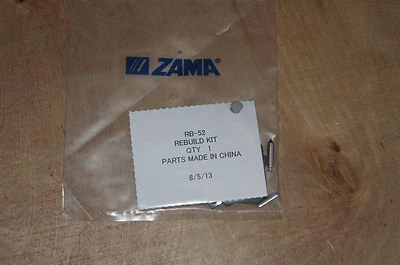 ZAMA
RB-52
REBUILD KIT
QTY 1
PARTS MADE IN CHINA
8/5/13